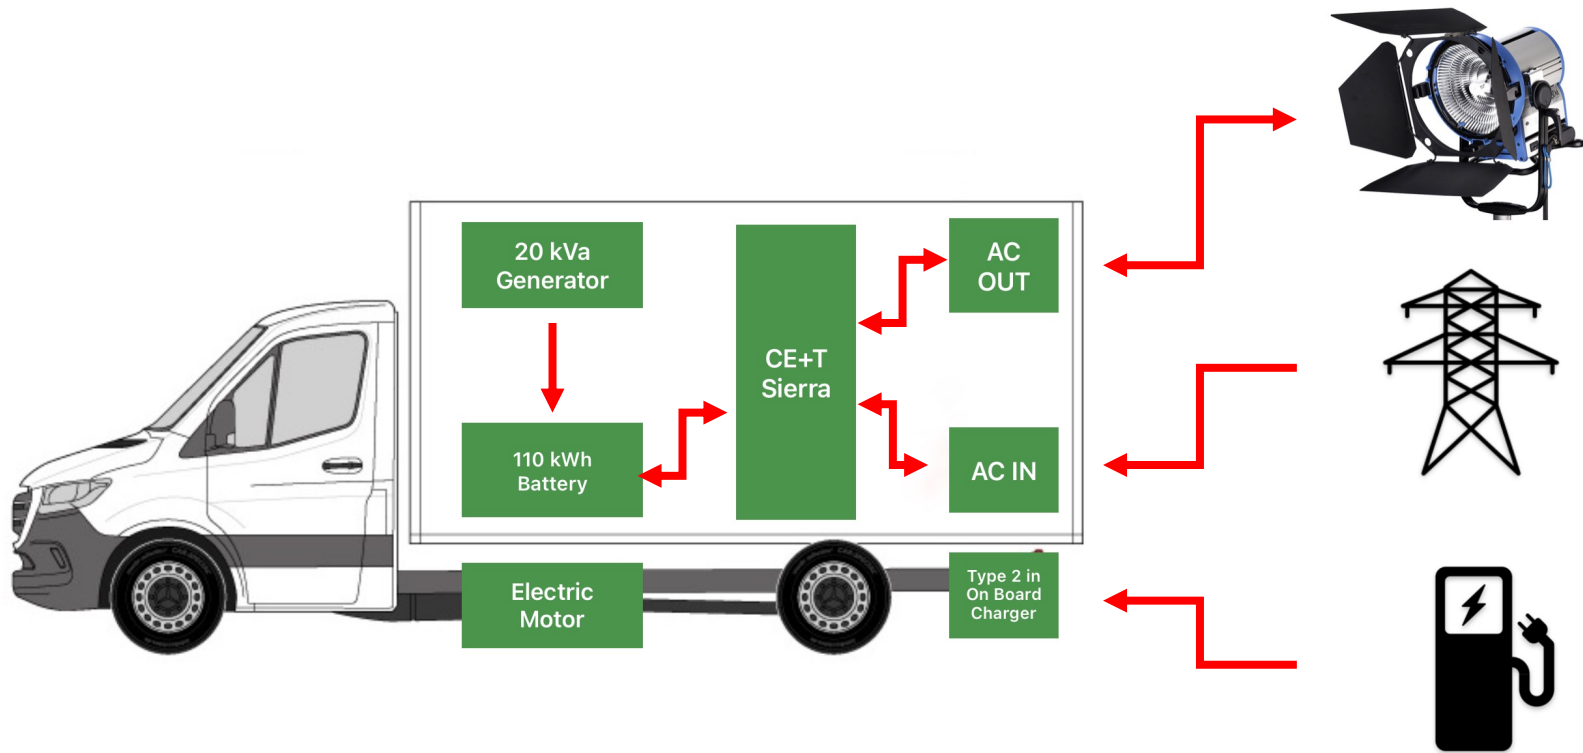 20 kVa
Generator
110 kWh
Battery
Electric
Motor
CE+T
Sierra
AC
OUT
AC IN
Type 2 in
On Board
Charger